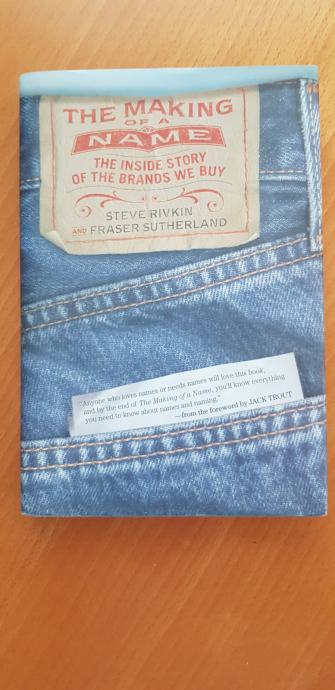 THE MAKING
OF A
NAME
THE INSIDE STORY
OF THE BRANDS WE BUY
STEVE RIVKIN
AND FRASER SUTHERLAND
"Anyone who loves names or needs names will love this book,
and by the end of The Making of a Name, you'll know everything
you need to know about names and naming."
—from the foreword by JACK TROUT